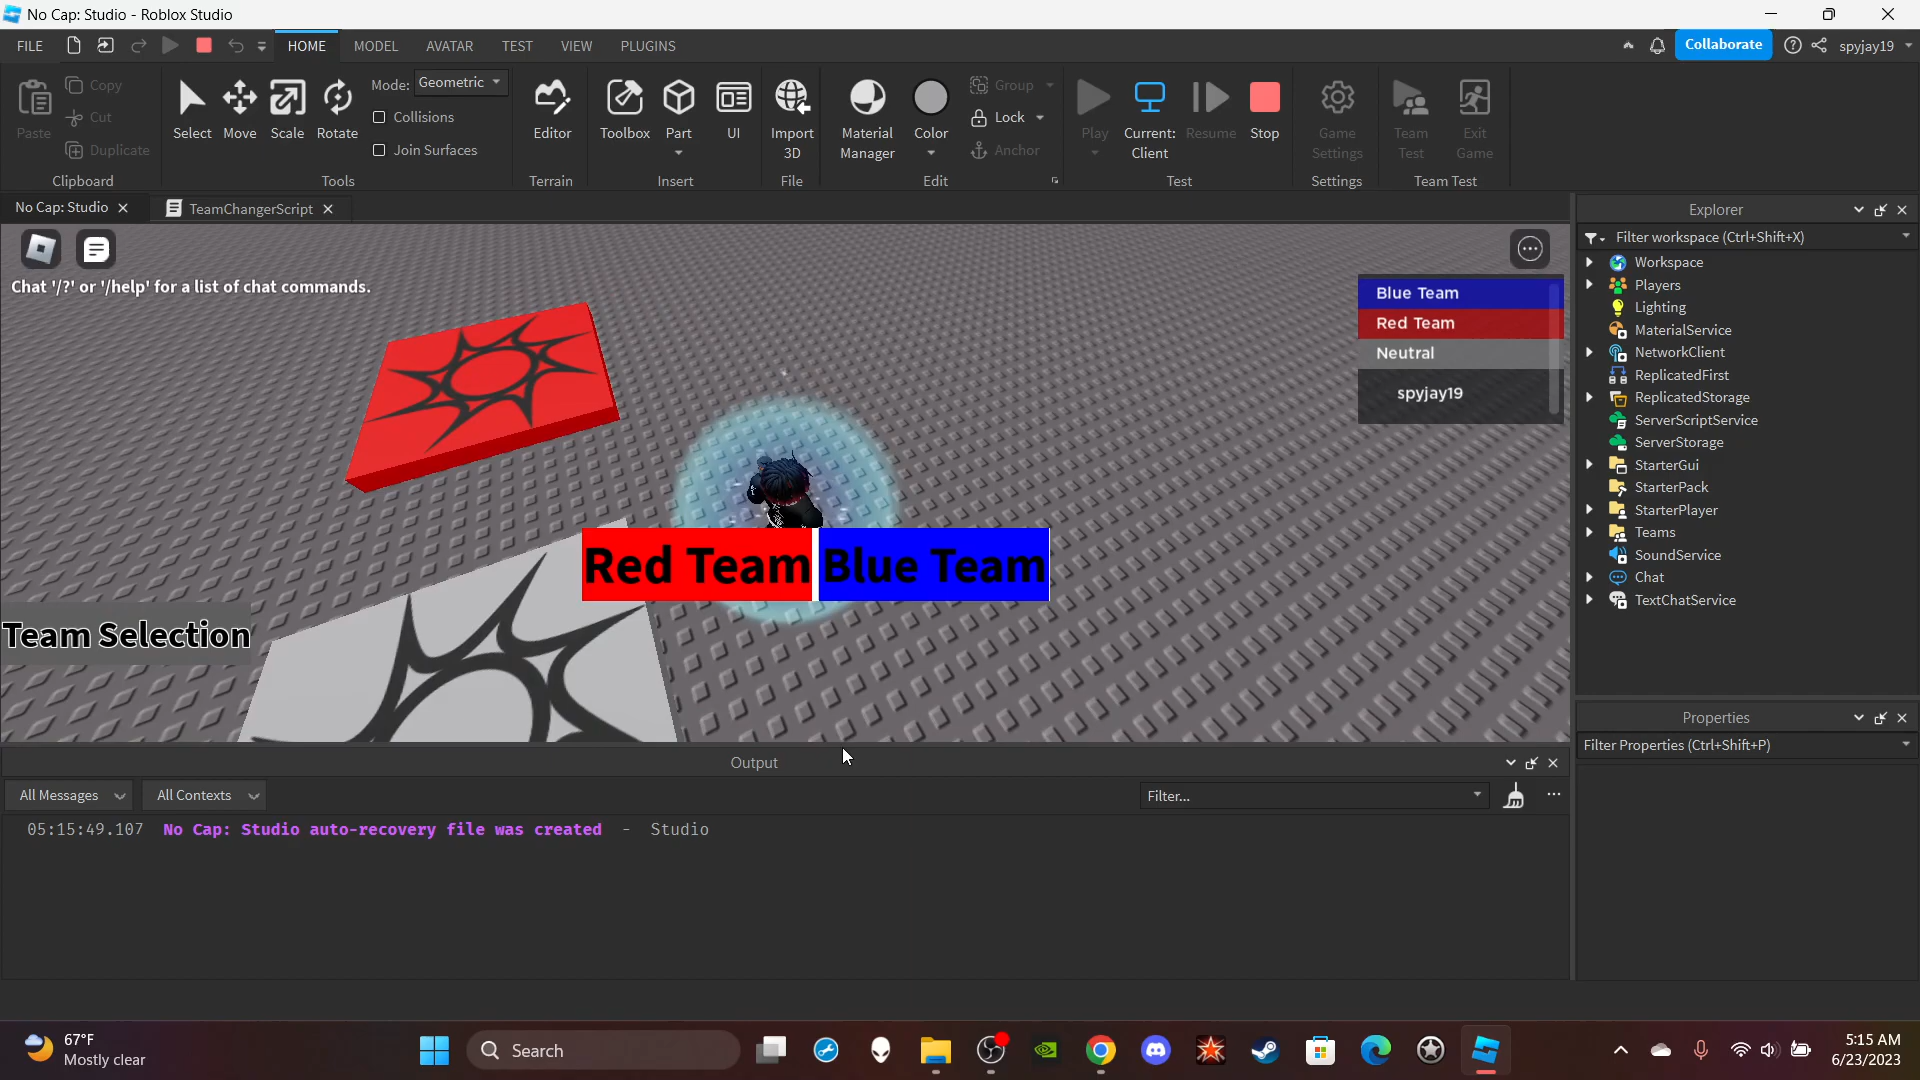 No Cap: Studio - Roblox Studio
FILE
HOME
MODEL
AVATAR
TEST
VIEW
PLUGINS
Collaborate
spyjay19
Paste
Copy
Cut
Duplicate
Clipboard
Select
Move
Scale
Rotate
Mode: Geometric
Collisions
Join Surfaces
Tools
Editor
Terrain
Toolbox
Part
UI
Insert
Import
3D
File
Material
Manager
Color
Group
Lock
Anchor
Edit
Play
Current:
Client
Resume
Stop
Test
Game
Settings
Settings
Team
Test
Exit
Game
Team Test
No Cap: Studio
TeamChangerScript
Chat '/?' or '/help' for a list of chat commands.
Blue Team
Red Team
Neutral
spyjay19
Red Team
Blue Team
Team Selection
Explorer
Filter workspace (Ctrl+Shift+X)
Workspace
Players
Lighting
MaterialService
NetworkClient
ReplicatedFirst
ReplicatedStorage
ServerScriptService
ServerStorage
StarterGui
StarterPack
StarterPlayer
Teams
SoundService
Chat
TextChatService
Properties
Filter Properties (Ctrl+Shift+P)
Output
All Messages
All Contexts
Filter...
05:15:49.107 No Cap: Studio auto-recovery file was created - Studio
67°F
Mostly clear
Search
5:15 AM
6/23/2023